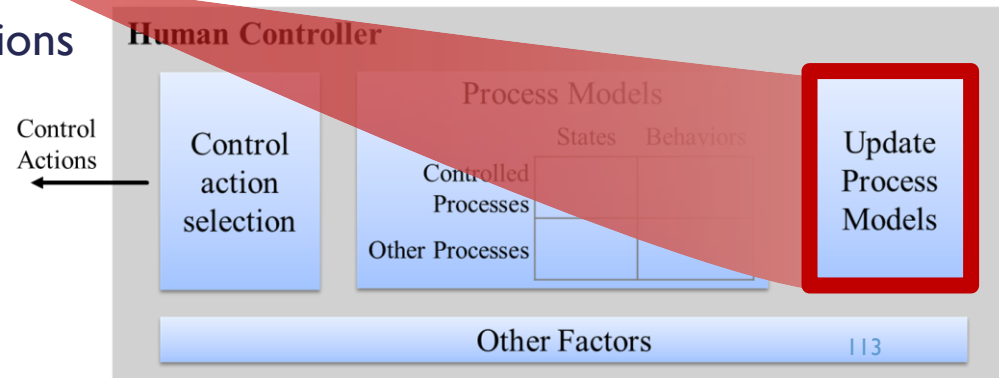 ions
Human Controller
Control
Actions
Control
action
selection
Process Models
States Behaviors
Controlled
Processes
Other Processes
Update
Process
Models
Other Factors
113